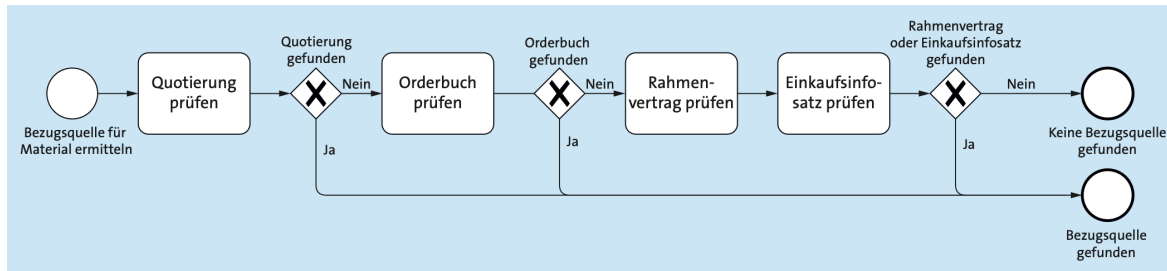 Bezugsquelle für
Material ermitteln
Quotierung
prüfen
Quotierung
gefunden
Nein
Ja
Orderbuch
prüfen
Orderbuch
gefunden
Nein
Ja
Rahmen-
vertrag prüfen
Einkaufsinfo-
satz prüfen
Rahmenvertrag
oder Einkaufsinfosatz
gefunden
Nein
Ja
Keine Bezugsquelle
gefunden
Bezugsquelle
gefunden